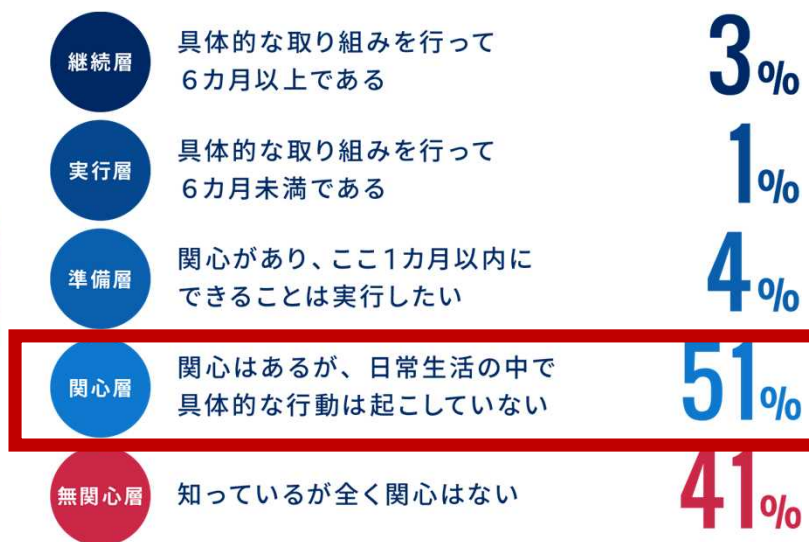 継続層
具体的な取り組みを行って
６カ月以上である
3%
実行層
具体的な取り組みを行って
６カ月未満である
1%
準備層
関心があり、ここ1カ月以内に
できることは実行したい
4%
関心層
関心はあるが、日常生活の中で
具体的な行動は起こしていない
51%
無関心層
知っているが全く関心はない
41%